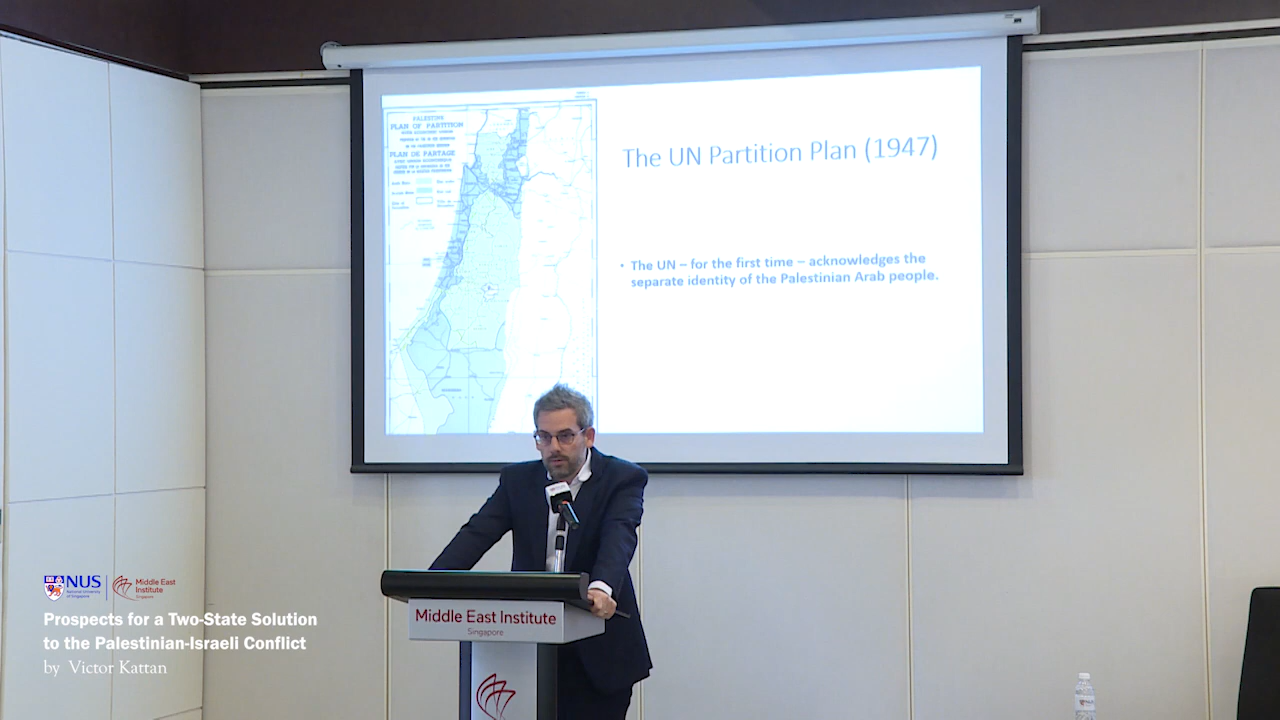 PALESTINE
PLAN OF PARTITION
PLAN DE PARTAGE
The UN Partition Plan (1947)
• The UN – for the first time – acknowledges the
separate identity of the Palestinian Arab people.
NUS
National University
of Singapore
Middle East
Institute
Singapore
Prospects for a Two-State Solution
to the Palestinian-Israeli Conflict
by Victor Kattan
Middle East Institute
Singapore